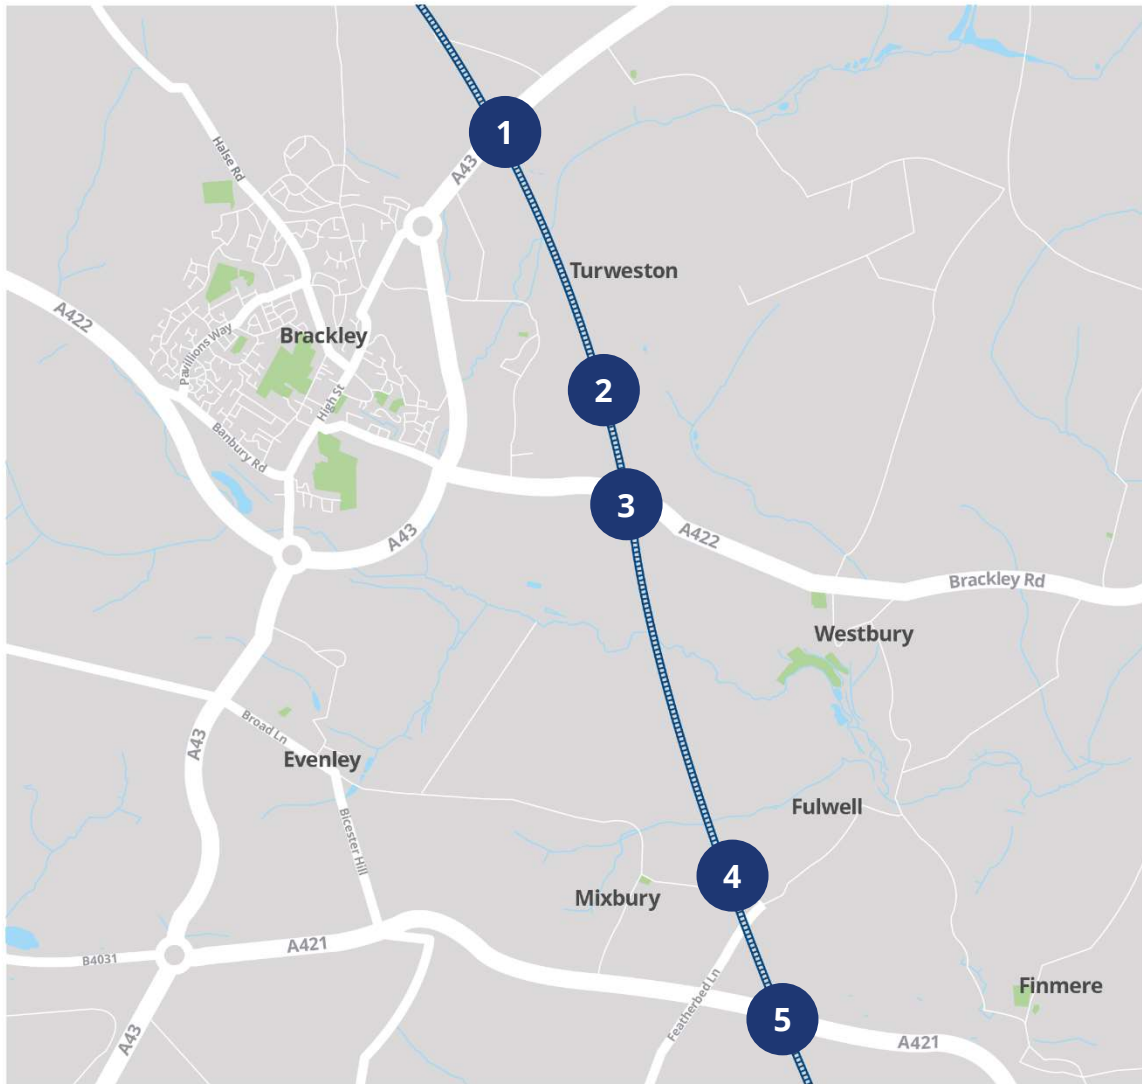 1
A43
Halse Rd
Turweston
A422
Pavillions Way
Brackley
2
High St
Banbury Rd
3
A43
A422
Brackley Rd
Westbury
Broad Ln
A43
Evenley
Bicester Hill
Fulwell
4
Mixbury
A421
B4031
Featherbed Ln
Finmere
5
A43
A421